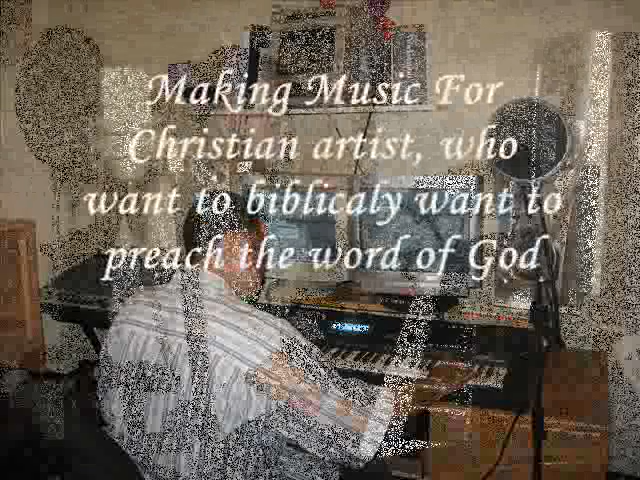 Making Music For
Christian artist, who
want to biblicaly want to
preach the word of God